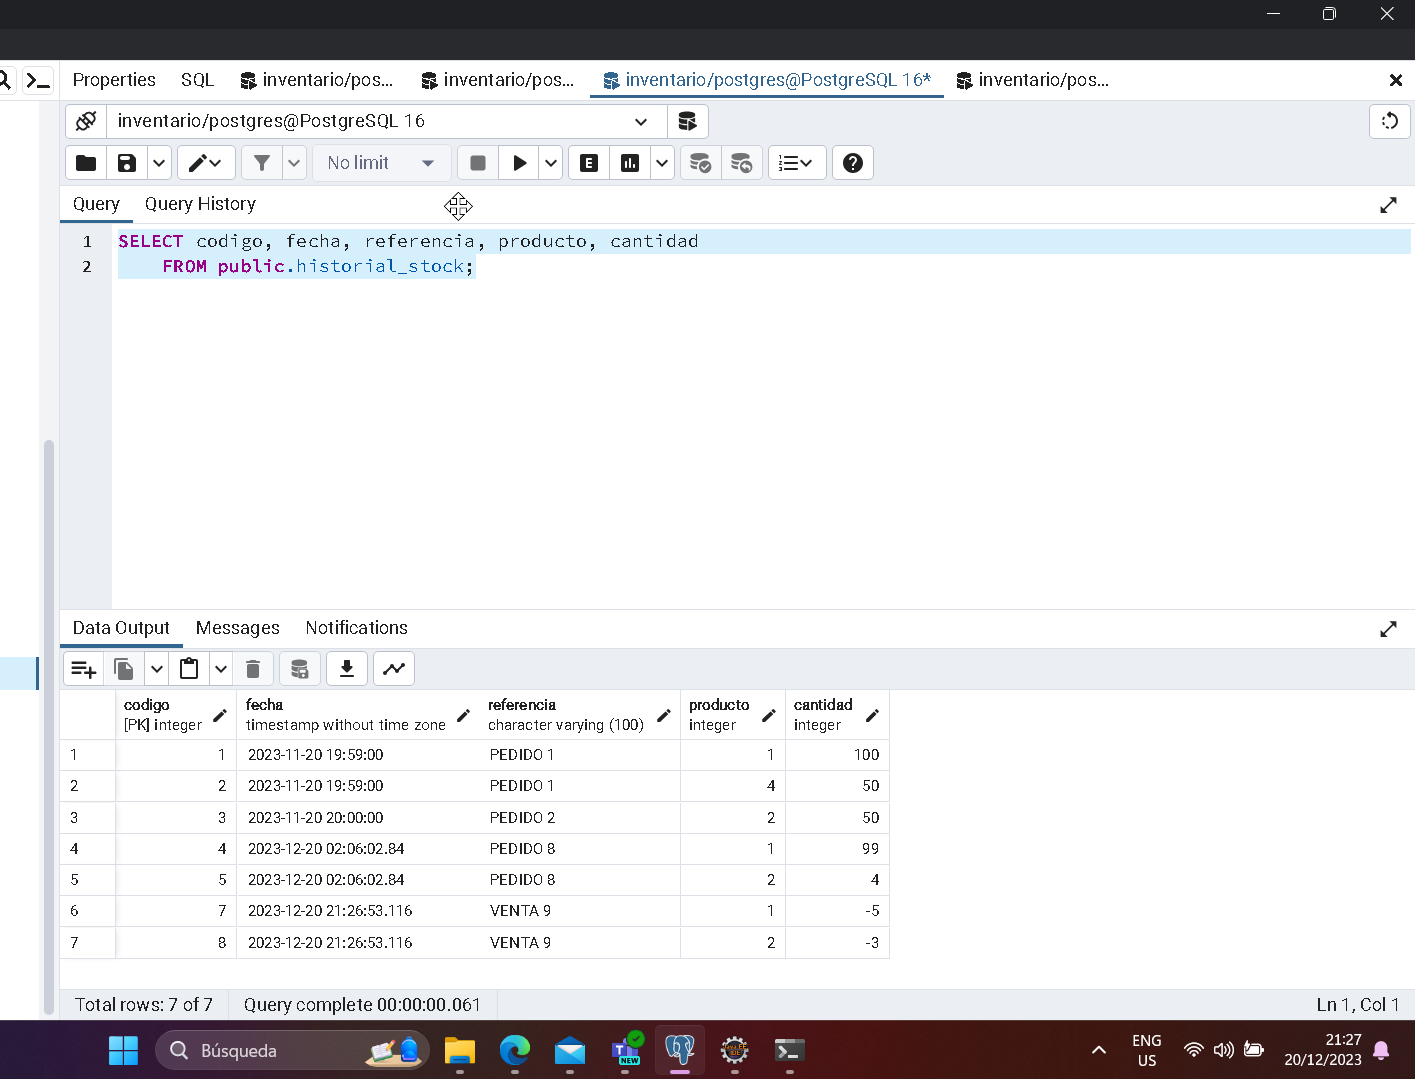 Properties SQL inventario/pos... inventario/pos... inventario/postgres@PostgreSQL 16* inventario/pos...
inventario/postgres@PostgreSQL 16
No limit E
Query Query History
1 SELECT codigo, fecha, referencia, producto, cantidad
2 FROM public.historial_stock;
Data Output Messages Notifications
codigo fecha referencia producto cantidad
[PK] integer timestamp without time zone character varying (100) integer integer
1 1 2023-11-20 19:59:00 PEDIDO 1 1 100
2 2 2023-11-20 19:59:00 PEDIDO 1 4 50
3 3 2023-11-20 20:00:00 PEDIDO 2 2 50
4 4 2023-12-20 02:06:02.84 PEDIDO 8 1 99
5 5 2023-12-20 02:06:02.84 PEDIDO 8 2 4
6 7 2023-12-20 21:26:53.116 VENTA 9 1 -5
7 8 2023-12-20 21:26:53.116 VENTA 9 2 -3
Total rows: 7 of 7 Query complete 00:00:00.061 Ln 1, Col 1
Búsqueda NEW ENG 21:27
US 20/12/2023